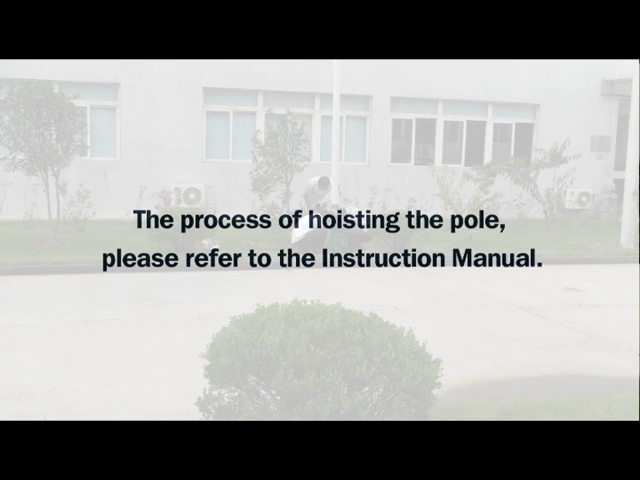 The process of hoisting the pole,
please refer to the Instruction Manual.